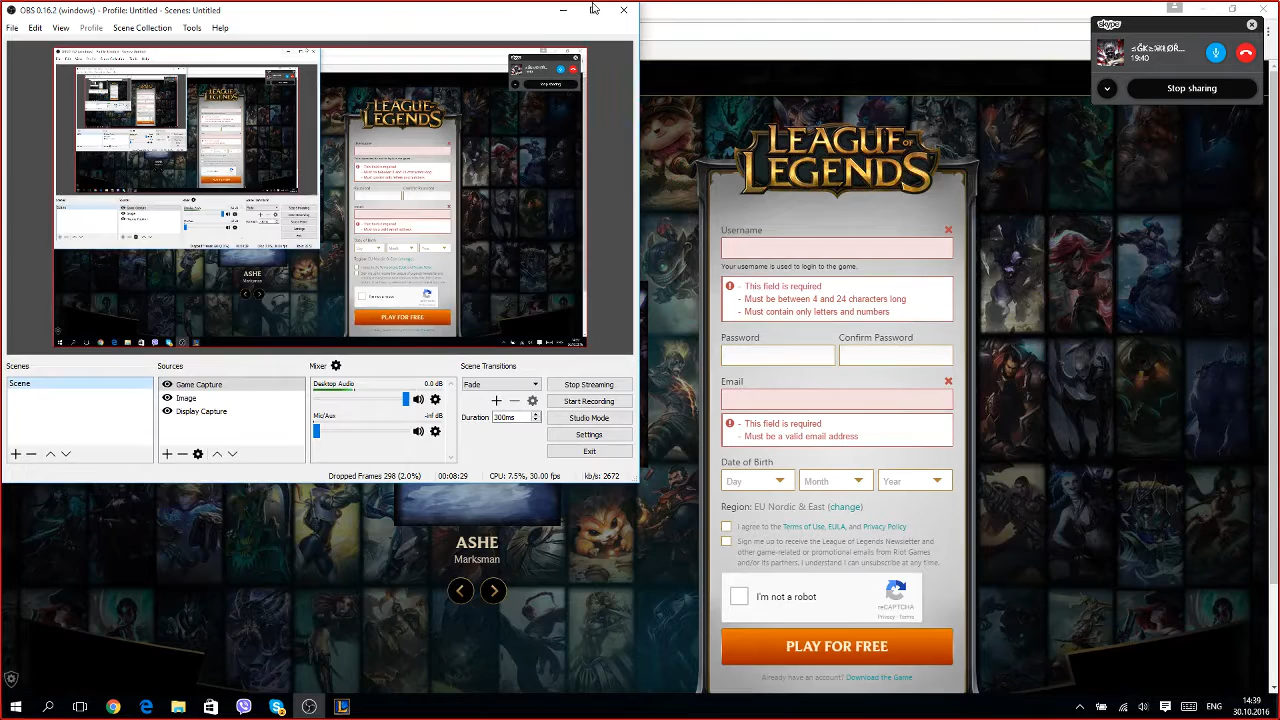 OBS 0.16.2 (windows) - Profile: Untitled - Scenes: Untitled
File Edit View Profile Scene Collection Tools Help
Scenes
Scene
Sources
Game Capture
Image
Display Capture
Mixer
Desktop Audio 0.0 dB
Mic/Aux -inf dB
Scene Transitions
Fade
Duration 300ms
Stop Streaming
Start Recording
Studio Mode
Settings
Exit
Dropped Frames 298 (2.0%) 00:08:29 CPU: 7.5%, 30.00 fps kb/s: 2672
skype
19:40
Stop sharing
LEAGUE OF LEGENDS
Username
Your username is used to login to the game.
- This field is required
- Must be between 4 and 24 characters long
- Must contain only letters and numbers
Password Confirm Password
Email
- This field is required
- Must be a valid email address
Date of Birth
Day Month Year
Region: EU Nordic & East (change)
I agree to the Terms of Use, EULA, and Privacy Policy
Sign me up to receive the League of Legends Newsletter and
other game-related or promotional emails from Riot Games
and/or its partners. I understand I can unsubscribe at any time.
I'm not a robot
reCAPTCHA
Privacy - Terms
PLAY FOR FREE
Already have an account? Download the Game
ASHE
Marksman
ENG
14:39
30.10.2016